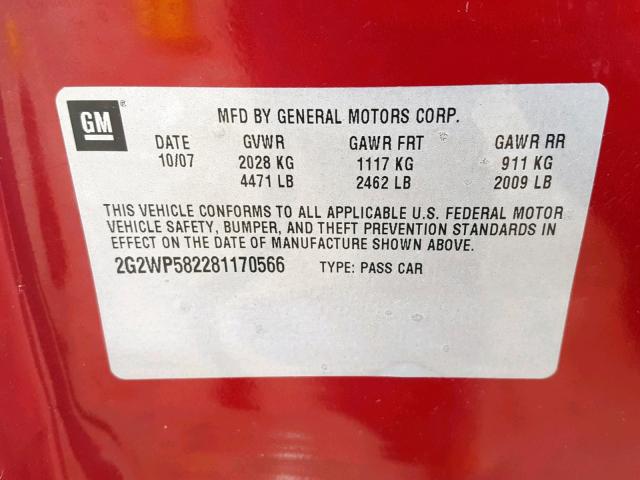 GM ®
MFD BY GENERAL MOTORS CORP.
DATE GVWR GAWR FRT GAWR RR
10/07 2028 KG 1117 KG 911 KG
4471 LB 2462 LB 2009 LB
THIS VEHICLE CONFORMS TO ALL APPLICABLE U.S. FEDERAL MOTOR
VEHICLE SAFETY, BUMPER, AND THEFT PREVENTION STANDARDS IN
EFFECT ON THE DATE OF MANUFACTURE SHOWN ABOVE.
2G2WP582281170566 TYPE: PASS CAR